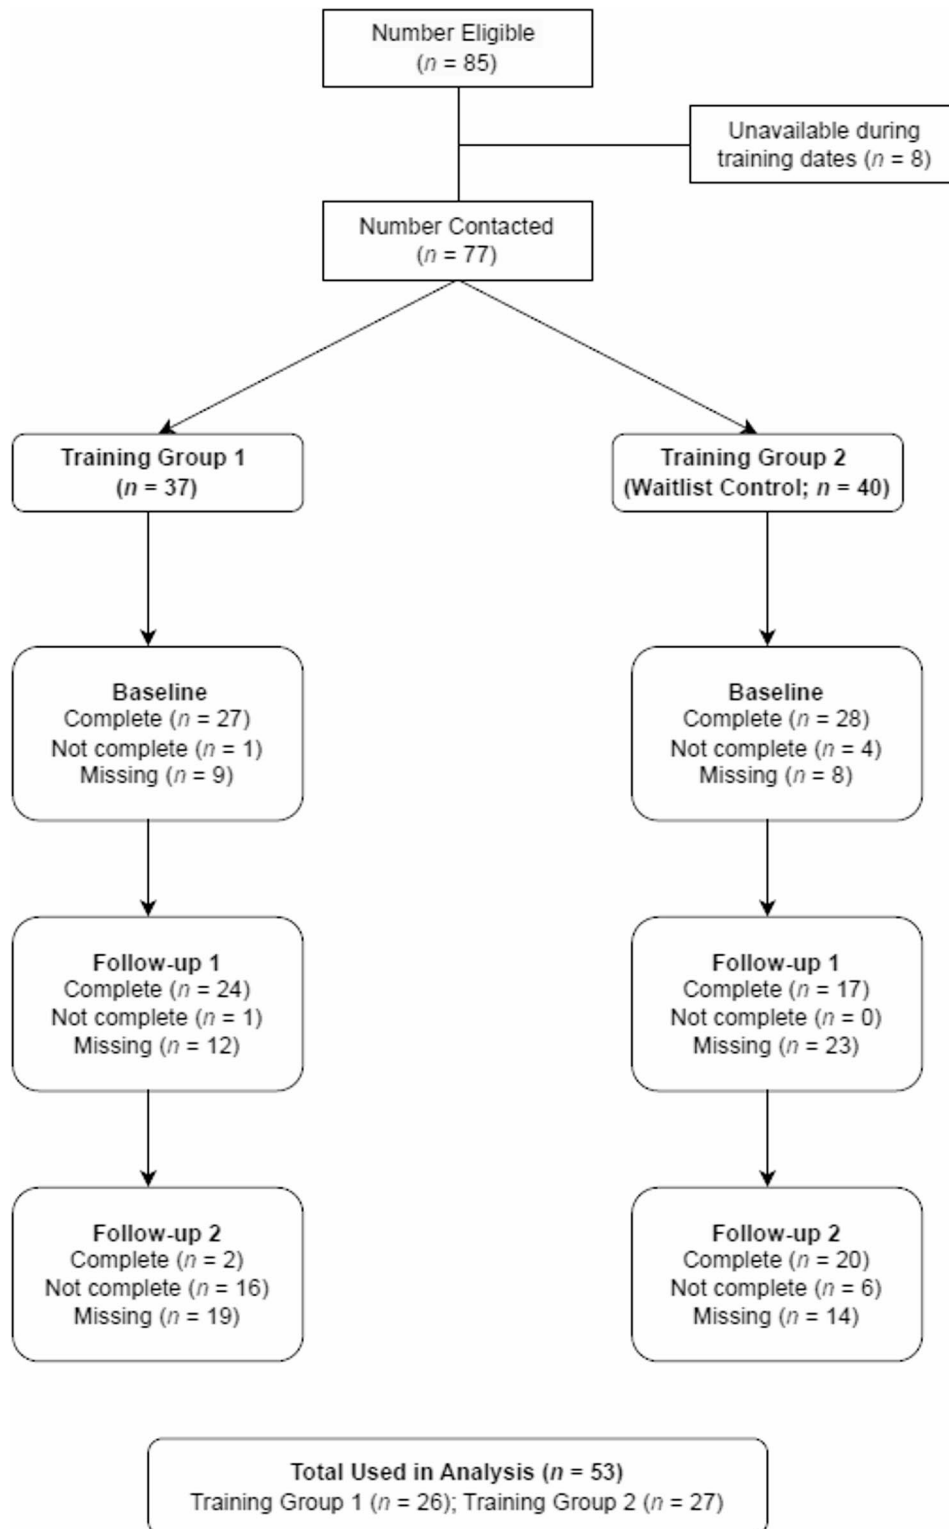 Number Eligible
(n = 85)
Unavailable during
training dates (n = 8)
Number Contacted
(n = 77)
Training Group 1
(n = 37)
Training Group 2
(Waitlist Control; n = 40)
Baseline
Complete (n = 27)
Not complete (n = 1)
Missing (n = 9)
Baseline
Complete (n = 28)
Not complete (n = 4)
Missing (n = 8)
Follow-up 1
Complete (n = 24)
Not complete (n = 1)
Missing (n = 12)
Follow-up 1
Complete (n = 17)
Not complete (n = 0)
Missing (n = 23)
Follow-up 2
Complete (n = 2)
Not complete (n = 16)
Missing (n = 19)
Follow-up 2
Complete (n = 20)
Not complete (n = 6)
Missing (n = 14)
Total Used in Analysis (n = 53)
Training Group 1 (n = 26); Training Group 2 (n = 27)